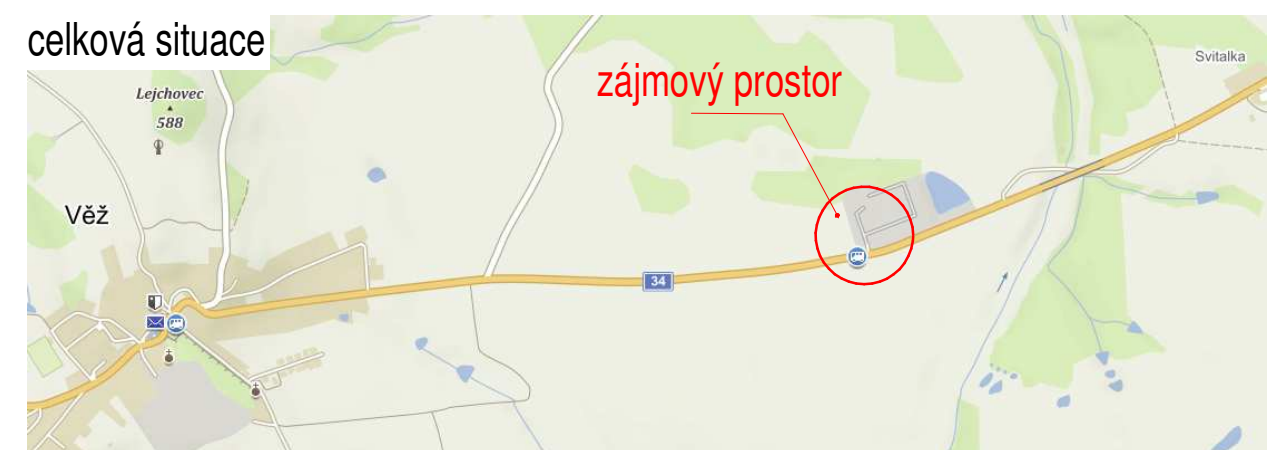 celková situace
zájmový prostor
Svitalka
Lejchovec
588
Věž
34